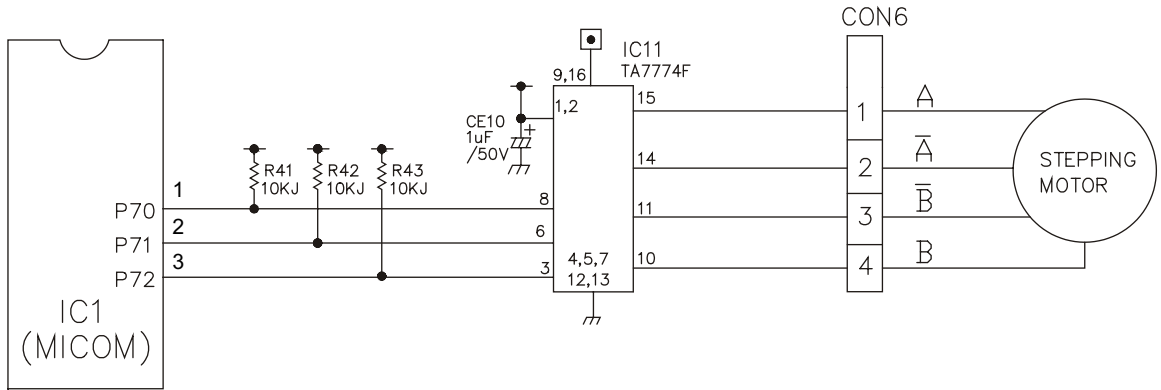 CON6
IC11
TA7774F
9,16
1,2
15
CE10
1uF
/50V
+
1
A
14
2
Ā
STEPPING
MOTOR
R41
10KJ
R42
10KJ
R43
10KJ
1
P70
8
11
3
B̄
2
P71
6
3
P72
3
4,5,7
12,13
10
4
B
IC1
(MICOM)